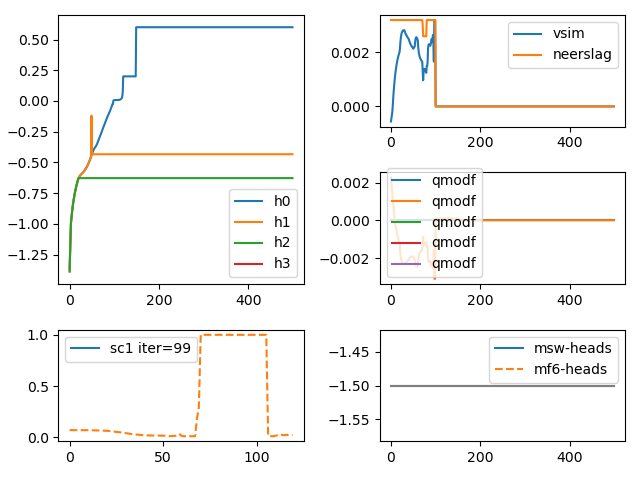 0.50
0.25
0.00
−0.25
−0.50
−0.75
−1.00
−1.25
0
200
400
h0
h1
h2
h3
0.002
0.000
0
200
400
vsim
neerslag
0.002
0.000
−0.002
0
200
400
qmodf
qmodf
qmodf
qmodf
qmodf
1.0
0.5
0.0
0
50
100
sc1 iter=99
−1.45
−1.50
−1.55
0
200
400
msw-heads
mf6-heads